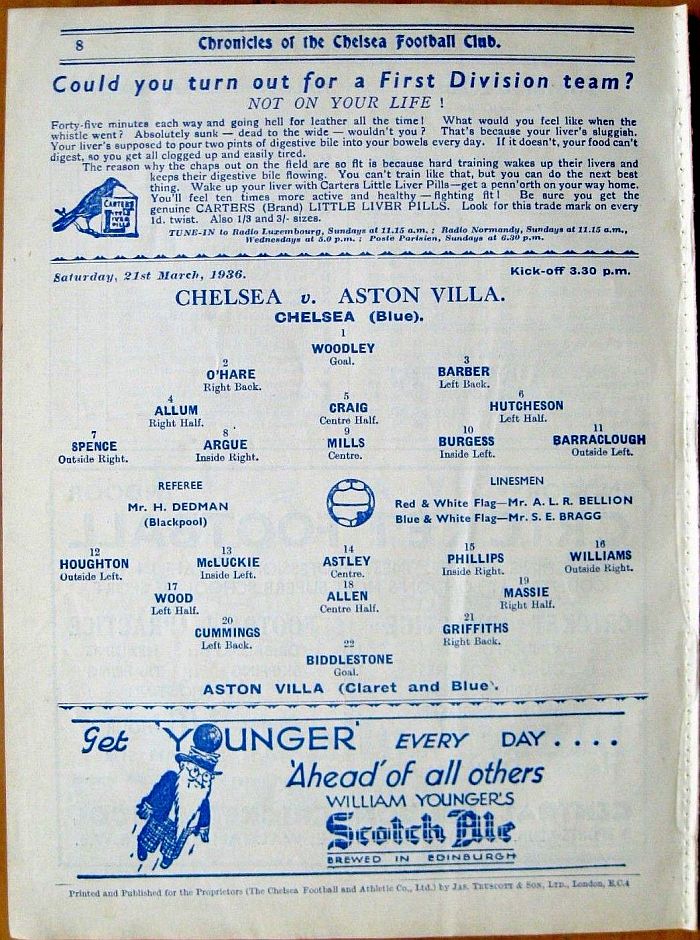 8
Chronicles of the Chelsea Football Club.
Could you turn out for a First Division team?
NOT ON YOUR LIFE !
Forty-five minutes each way and going hell for leather all the time! What would you feel like when the
whistle went? Absolutely sunk — dead to the wide — wouldn't you? That's because your liver's sluggish.
Your liver's supposed to pour two pints of digestive bile into your bowels every day. If it doesn't, your food can't
digest, so you get all clogged up and easily tired.
The reason why the chaps out on the field are so fit is because hard training wakes up their livers and
keeps their digestive bile flowing. You can't train like that, but you can do the next best
thing. Wake up your liver with Carters Little Liver Pills—get a penn'orth on your way home.
You'll feel ten times more active and healthy—fighting fit! Be sure you get the
genuine CARTERS (Brand) LITTLE LIVER PILLS. Look for this trade mark on every
1d. twist. Also 1/3 and 3/- sizes.
CARTERS
LITTLE
LIVER
PILLS
TUNE-IN to Radio Luxembourg, Sundays at 11.15 a.m. ; Radio Normandy, Sundays at 11.15 a.m.,
Wednesdays at 5.0 p.m. ; Poste Parisien, Sundays at 6.30 p.m.
Saturday, 21st March, 1936. Kick-off 3.30 p.m.
CHELSEA v. ASTON VILLA.
CHELSEA (Blue).
1
WOODLEY
Goal.
2 3
O'HARE BARBER
Right Back. Left Back.
4 5 6
ALLUM CRAIG HUTCHESON
Right Half. Centre Half. Left Half.
7 8 9 10 11
SPENCE ARGUE MILLS BURGESS BARRACLOUGH
Outside Right. Inside Right. Centre. Inside Left. Outside Left.
REFEREE LINESMEN
Mr. H. DEDMAN
(Blackpool)
Red & White Flag—Mr. A. L. R. BELLION
Blue & White Flag—Mr. S. E. BRAGG
12 13 14 15 16
HOUGHTON McLUCKIE ASTLEY PHILLIPS WILLIAMS
Outside Left. Inside Left. Centre. Inside Right. Outside Right.
17 18 19
WOOD ALLEN MASSIE
Left Half. Centre Half. Right Half.
20 21
CUMMINGS GRIFFITHS
Left Back. Right Back.
22
BIDDLESTONE
Goal.
ASTON VILLA (Claret and Blue).
Get 'YOUNGER' EVERY DAY....
'Ahead' of all others
WILLIAM YOUNGER'S
Scotch Ale
BREWED IN EDINBURGH
Printed and Published for the Proprietors (The Chelsea Football and Athletic Co., Ltd.) by JAS. TRUSCOTT & SON, LTD., London, E.C.4